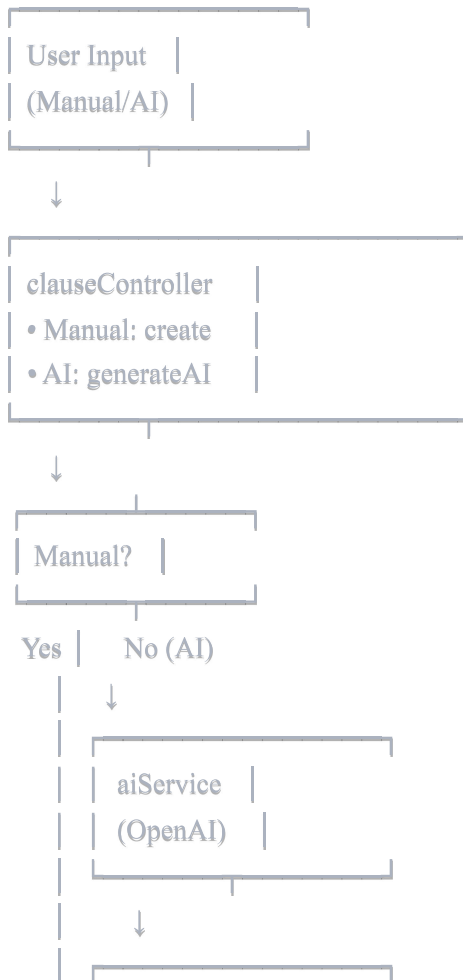 User Input
(Manual/AI)
↓
clauseController
• Manual: create
• AI: generateAI
↓
Manual?
Yes | No (AI)
↓
aiService
(OpenAI)
↓